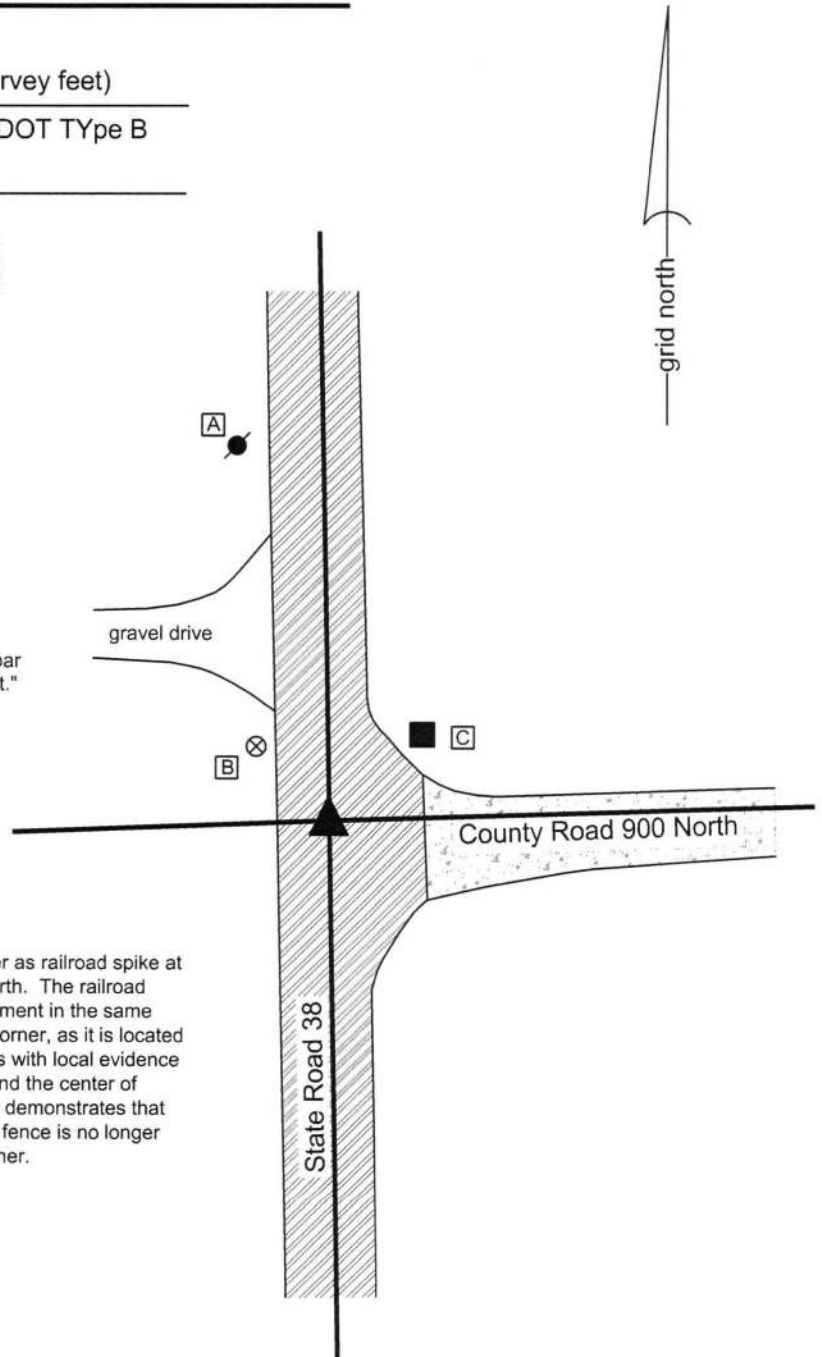 rvey feet)
DOT TYpe B
grid north
A
gravel drive
bar
t."
B
C
County Road 900 North
er as railroad spike at
rth. The railroad
ment in the same
orner, as it is located
s with local evidence
nd the center of
demonstrates that
fence is no longer
ner.
State Road 38